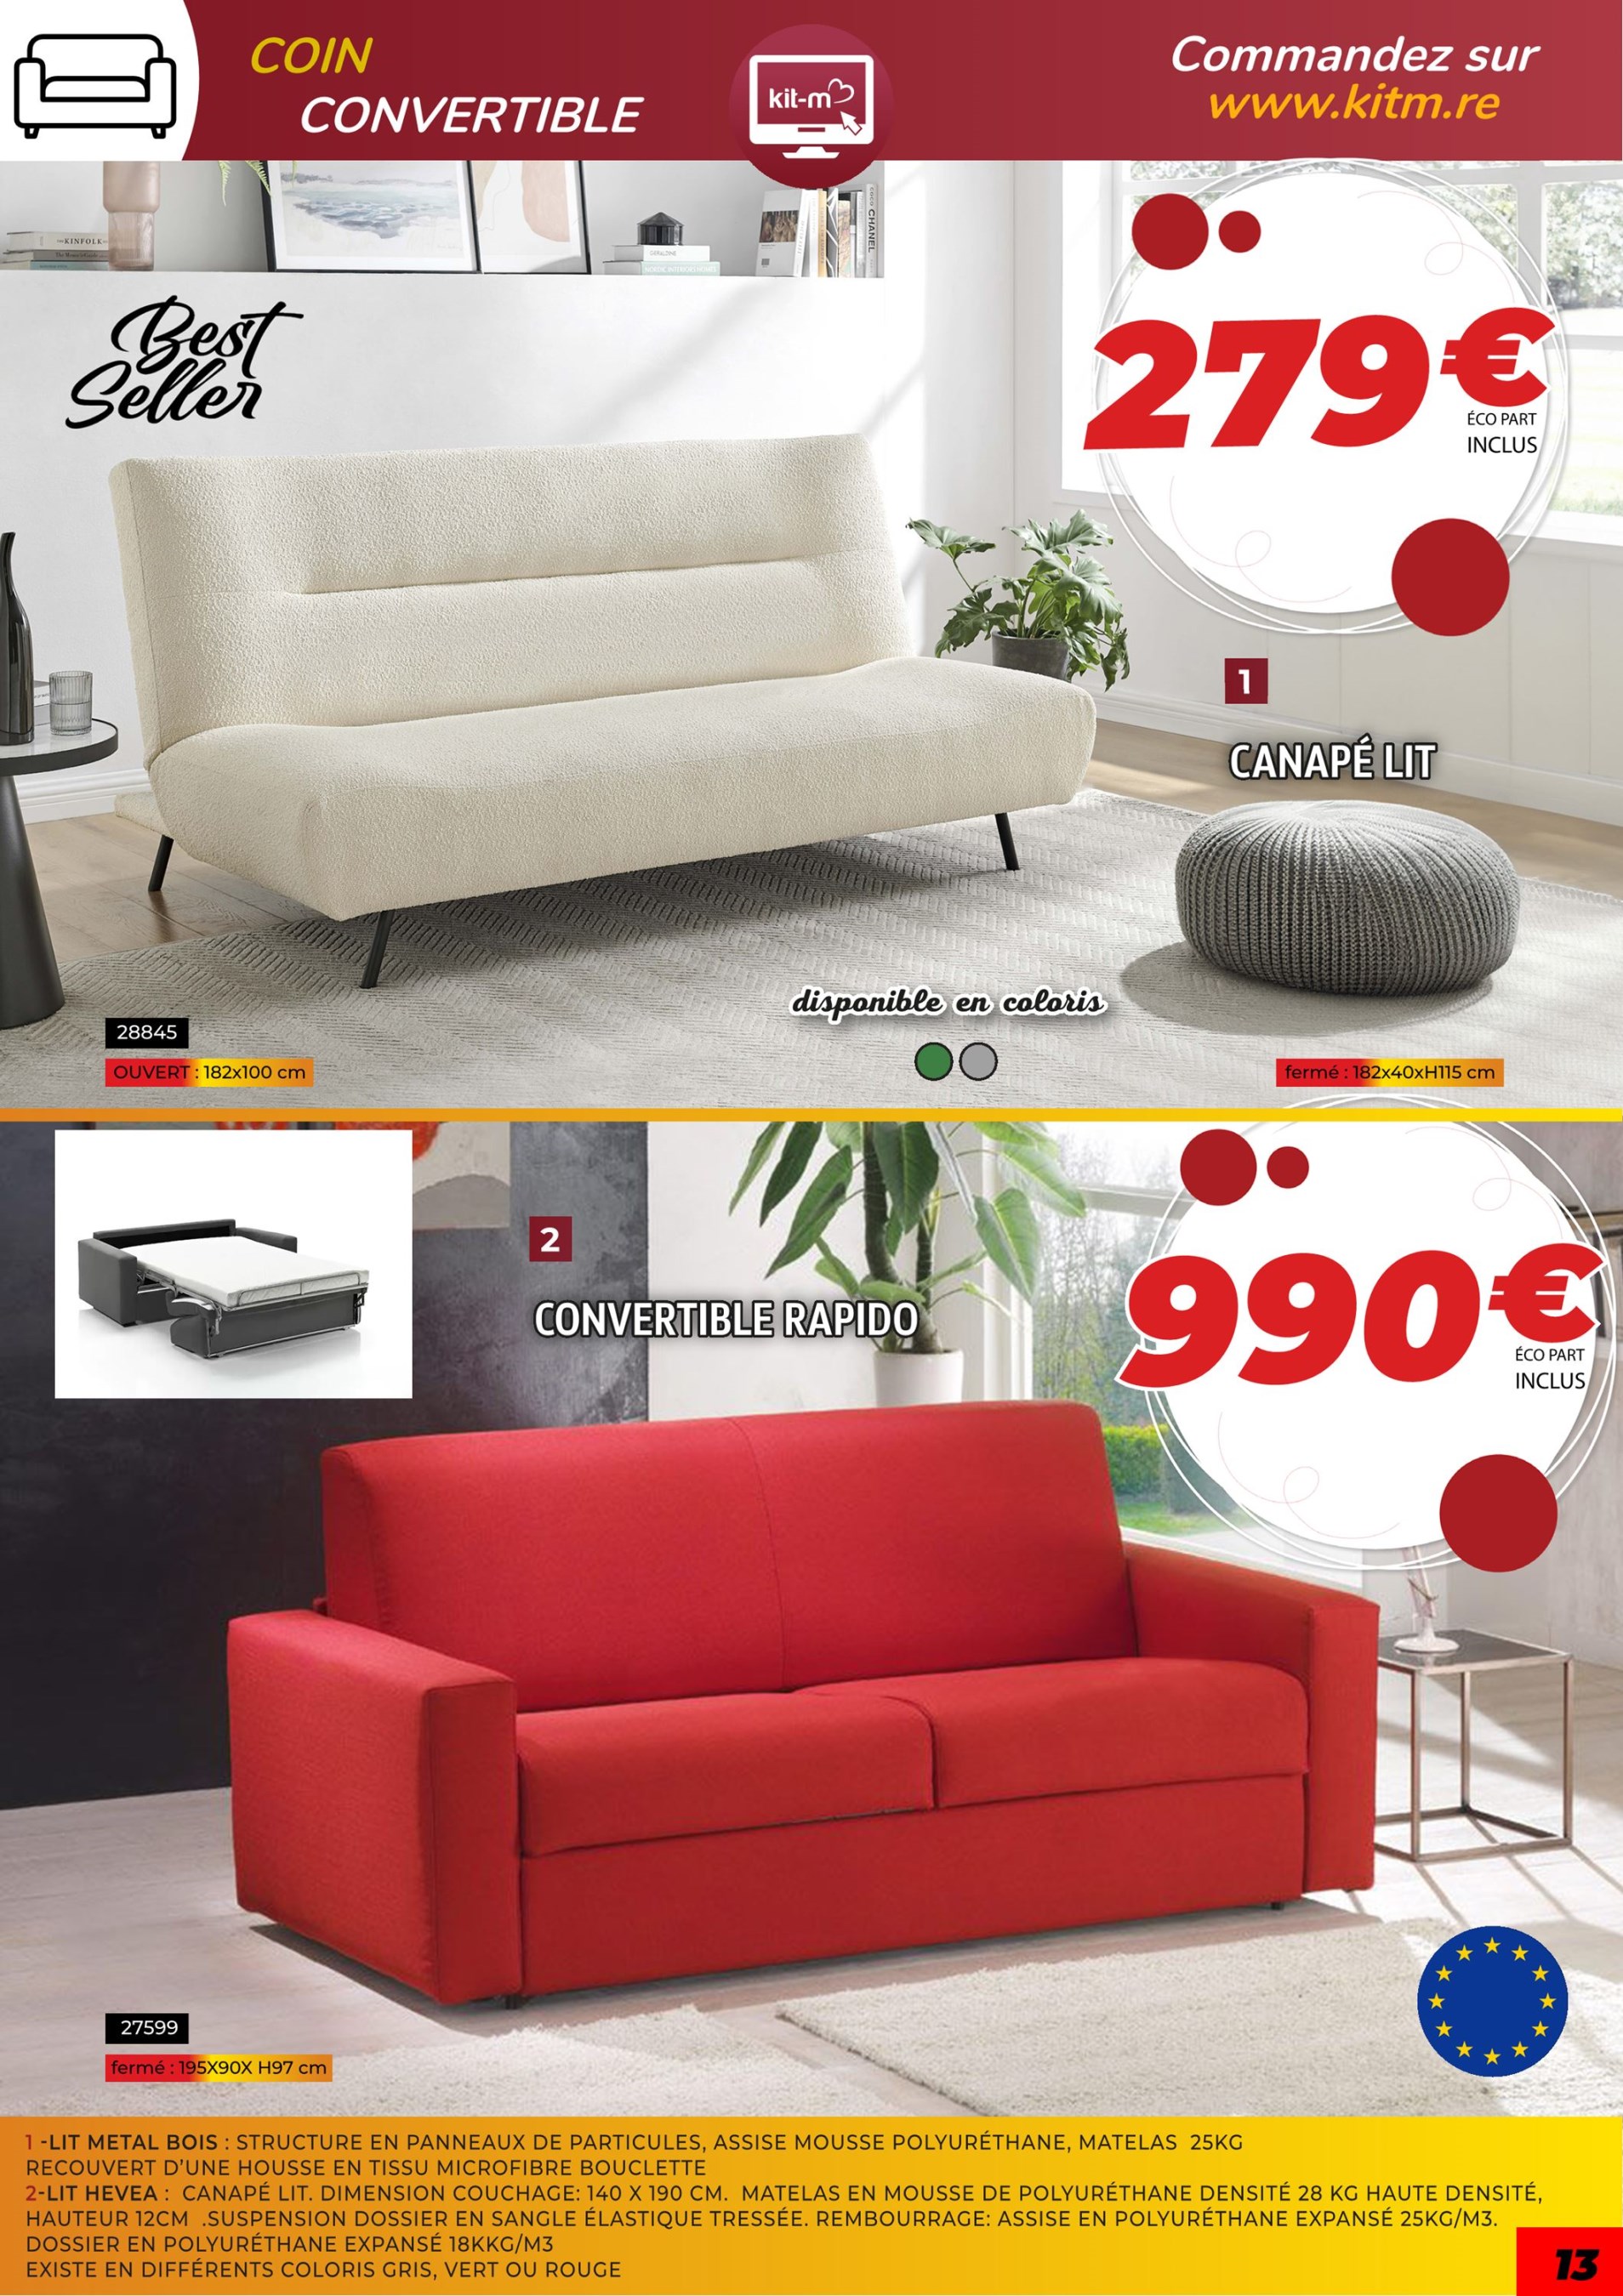 COIN
CONVERTIBLE
kit-m
Commandez sur
www.kitm.re
KINFOLK
CHANEL
Best
Seller
279€
ÉCO PART
INCLUS
1
CANAPÉ LIT
disponible en coloris
28845
OUVERT : 182x100 cm
fermé : 182x40xH115 cm
2
CONVERTIBLE RAPIDO
990€
ÉCO PART
INCLUS
27599
fermé : 195X90X H97 cm
1 -LIT METAL BOIS : STRUCTURE EN PANNEAUX DE PARTICULES, ASSISE MOUSSE POLYURÉTHANE, MATELAS 25KG
RECOUVERT D'UNE HOUSSE EN TISSU MICROFIBRE BOUCLETTE
2-LIT HEVEA : CANAPÉ LIT. DIMENSION COUCHAGE: 140 X 190 CM. MATELAS EN MOUSSE DE POLYURÉTHANE DENSITÉ 28 KG HAUTE DENSITÉ,
HAUTEUR 12CM .SUSPENSION DOSSIER EN SANGLE ÉLASTIQUE TRESSÉE. REMBOURRAGE: ASSISE EN POLYURÉTHANE EXPANSÉ 25KG/M3.
DOSSIER EN POLYURÉTHANE EXPANSÉ 18KKG/M3
EXISTE EN DIFFÉRENTS COLORIS GRIS, VERT OU ROUGE
13